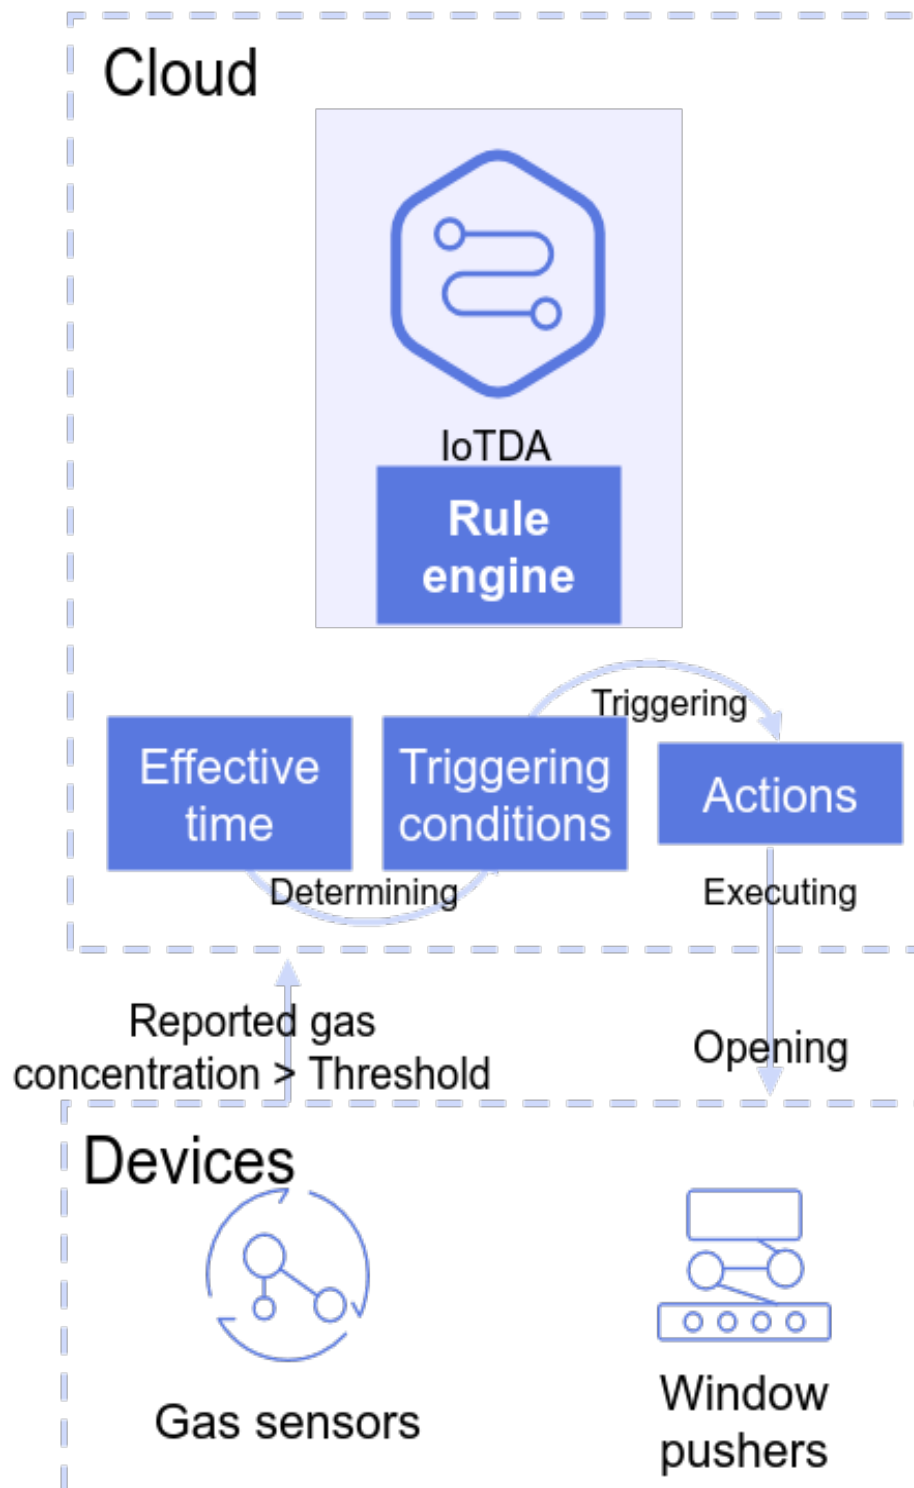 Cloud
IoTDA
Rule
engine
Triggering
Effective
time
Triggering
conditions
Actions
Determining
Executing
Reported gas
concentration > Threshold
Opening
Devices
Gas sensors
Window
pushers